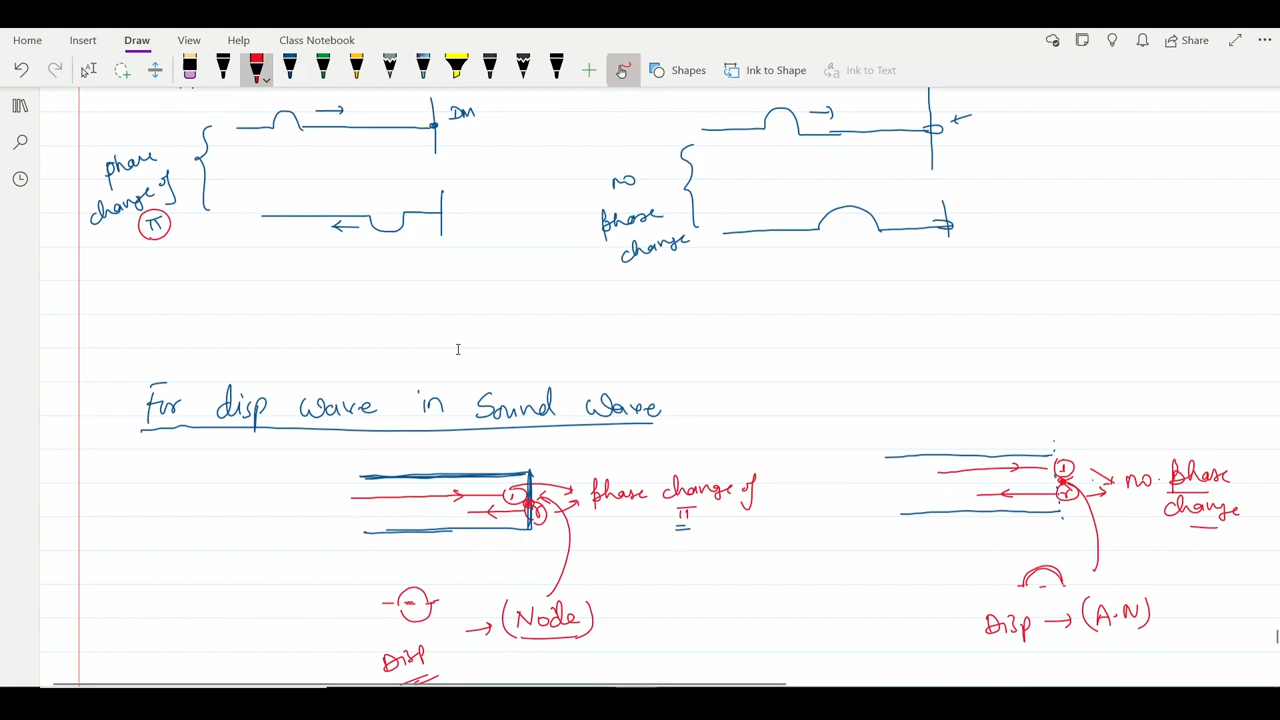 Home Insert Draw View Help Class Notebook
Share
Shapes Ink to Shape Ink to Text
DM
phase
change of
π
no
phase
change
For disp wave in Sound wave
I
r
phase change of
π
I
r
no. phase
change
→ (Node)
Disp
Disp → (A.N)